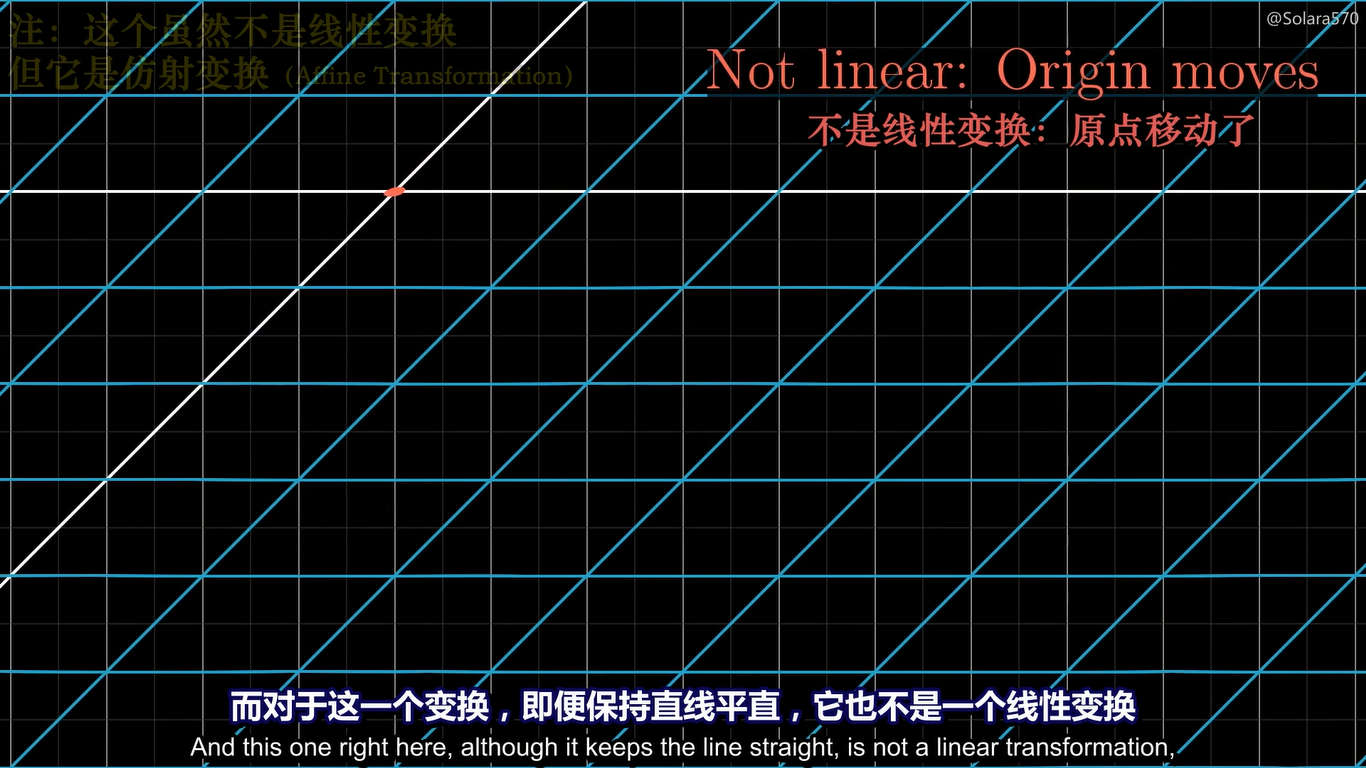 @Solara570
注：这个虽然不是线性变换
但它是仿射变换 (Affine Transformation)
Not linear: Origin moves
不是线性变换：原点移动了
而对于这一个变换，即便保持直线平直，它也不是一个线性变换
And this one right here, although it keeps the line straight, is not a linear transformation,